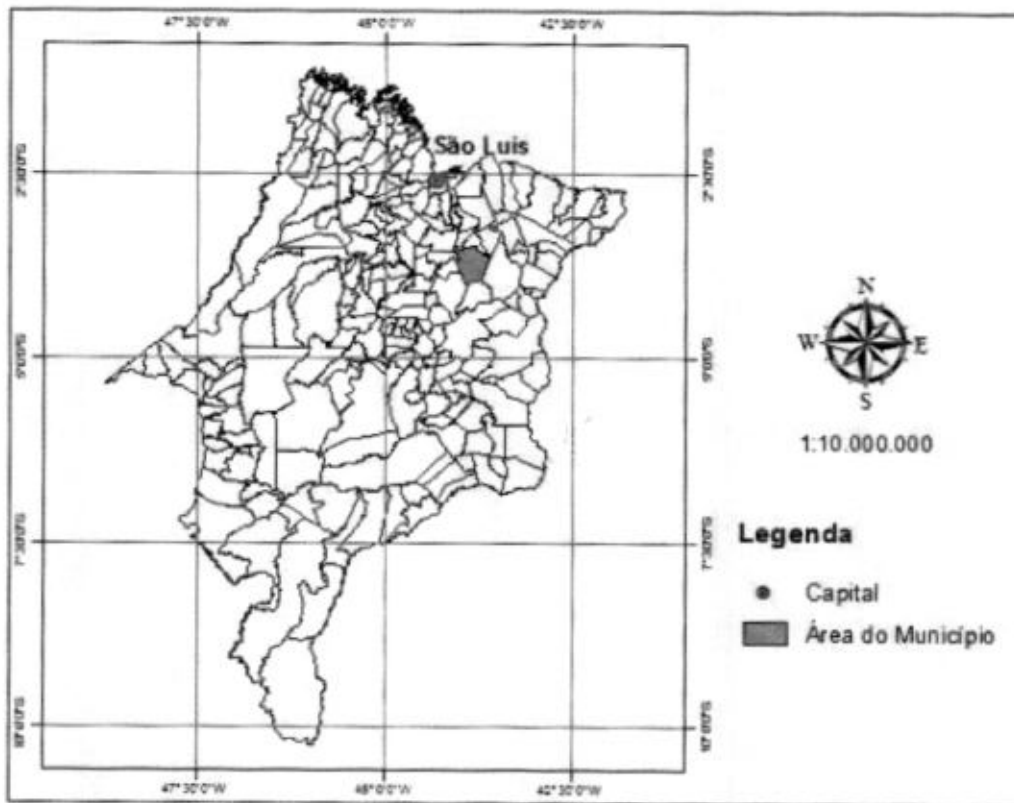 47°30'0"W 45°0'0"W 42°30'0"W
São Luis
2°30'0"S 2°30'0"S
5°0'0"S 5°0'0"S
7°30'0"S 7°30'0"S
10°0'0"S 10°0'0"S
47°30'0"W 45°0'0"W 42°30'0"W
N
W E
S
1:10.000.000
Legenda
Capital
Área do Município